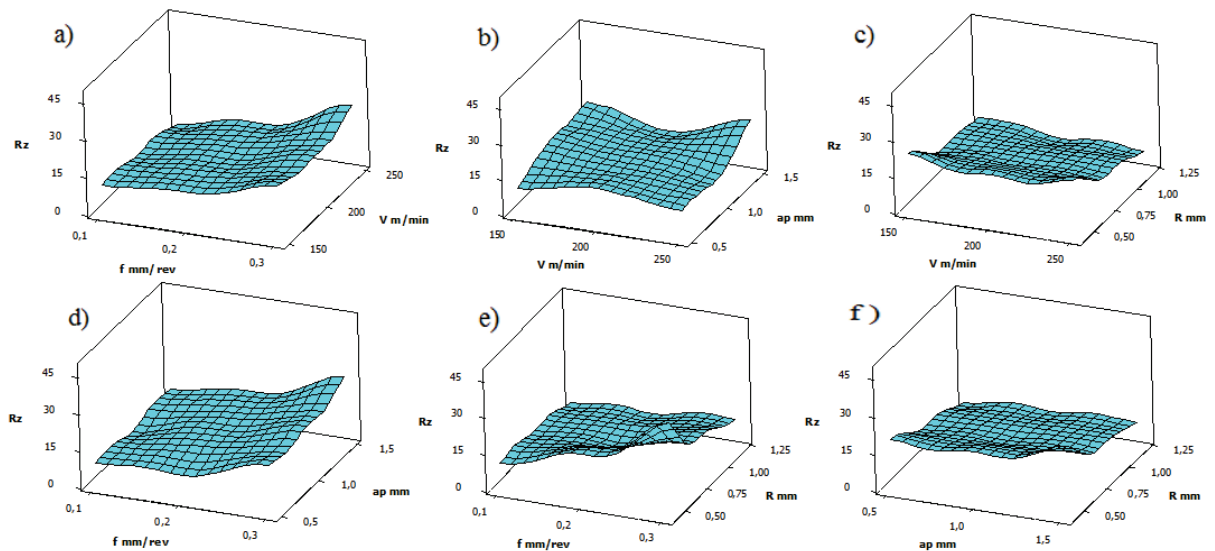 a)
45
30
Rz
15
0
0,1
0,2
0,3
f mm/rev
150
200
250
V m/min
b)
45
30
Rz
15
0
150
200
250
V m/min
0,5
1,0
1,5
ap mm
c)
45
30
Rz
15
0
150
200
250
V m/min
0,50
0,75
1,00
1,25
R mm
d)
45
30
Rz
15
0
0,1
0,2
0,3
f mm/rev
0,5
1,0
1,5
ap mm
e)
45
30
Rz
15
0
0,1
0,2
0,3
f mm/rev
0,50
0,75
1,00
1,25
R mm
f)
45
30
Rz
15
0
0,5
1,0
1,5
ap mm
0,50
0,75
1,00
1,25
R mm